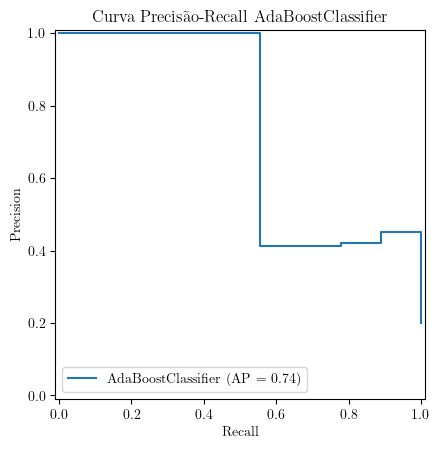 Curva Precisão-Recall AdaBoostClassifier
1.0
0.8
0.6
0.4
0.2
0.0
Precision
AdaBoostClassifier (AP = 0.74)
0.0 0.2 0.4 0.6 0.8 1.0
Recall